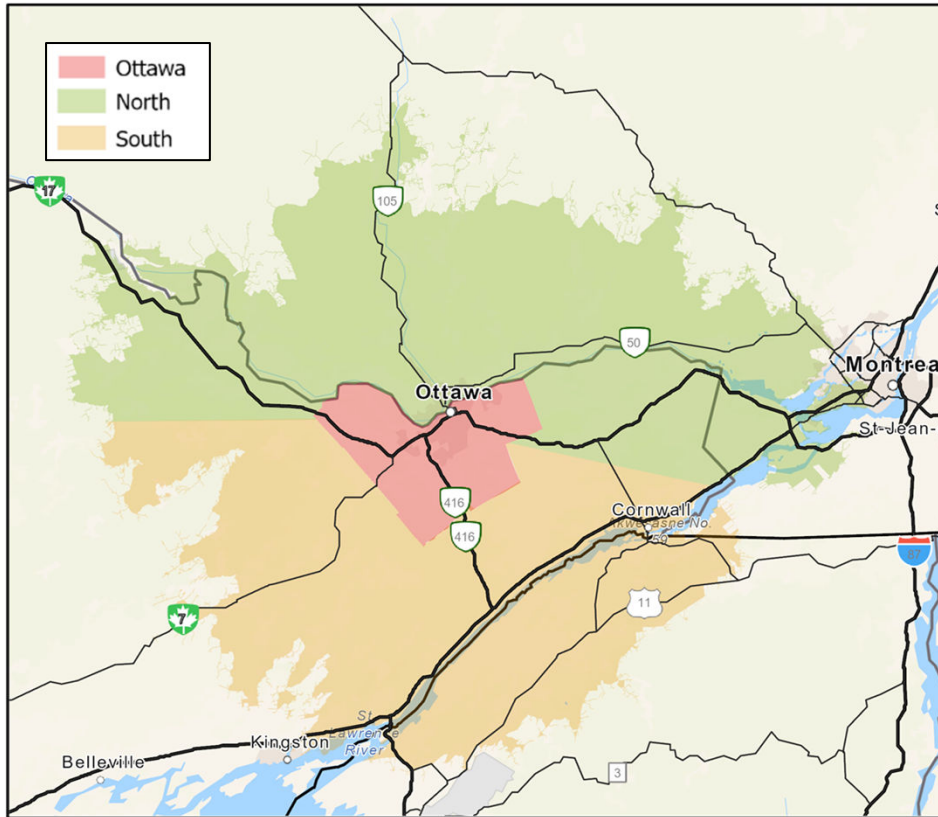 Ottawa
North
South
17
105
50
Montrea
Ottawa
St-Jean-
416
416
Cornwall
Akwesasne No.
59
87
11
7
St.
Lawrence
River
Kingston
Belleville
3